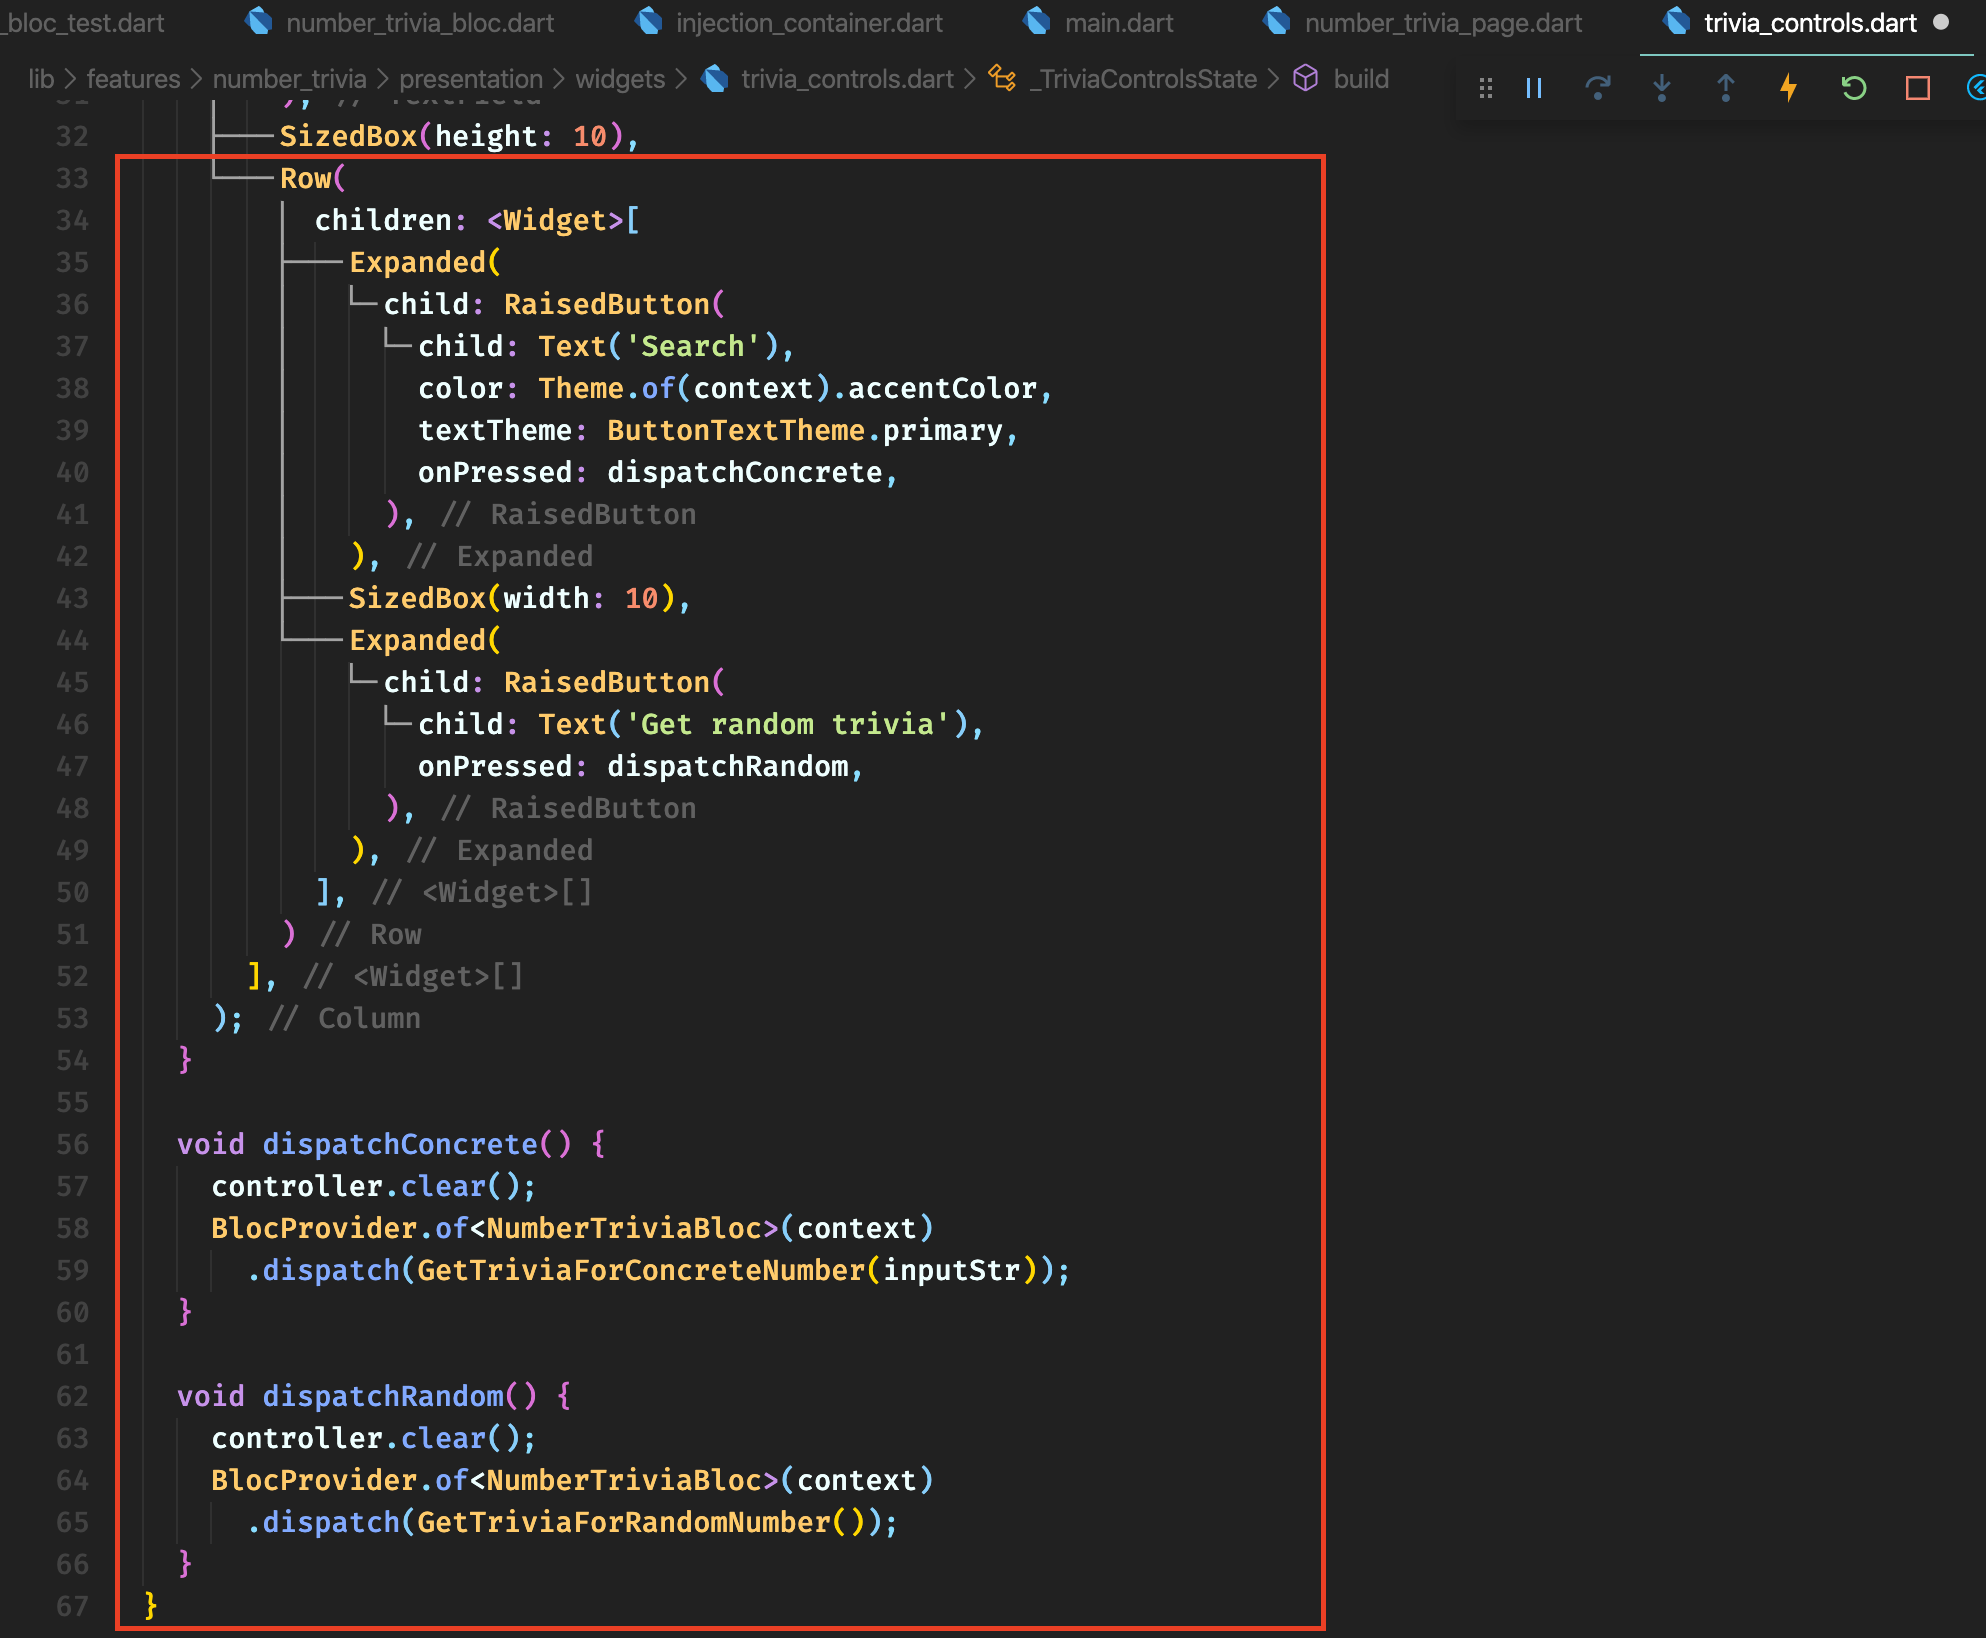 _bloc_test.dart number_trivia_bloc.dart injection_container.dart main.dart number_trivia_page.dart trivia_controls.dart
lib > features > number_trivia > presentation > widgets > trivia_controls.dart > _TriviaControlsState > build
31 ), // TextField
32 SizedBox(height: 10),
33 Row(
34 children: <Widget>[
35 Expanded(
36 child: RaisedButton(
37 child: Text('Search'),
38 color: Theme.of(context).accentColor,
39 textTheme: ButtonTextTheme.primary,
40 onPressed: dispatchConcrete,
41 ), // RaisedButton
42 ), // Expanded
43 SizedBox(width: 10),
44 Expanded(
45 child: RaisedButton(
46 child: Text('Get random trivia'),
47 onPressed: dispatchRandom,
48 ), // RaisedButton
49 ), // Expanded
50 ], // <Widget>[]
51 ) // Row
52 ], // <Widget>[]
53 ); // Column
54 }
55
56 void dispatchConcrete() {
57 controller.clear();
58 BlocProvider.of<NumberTriviaBloc>(context)
59 .dispatch(GetTriviaForConcreteNumber(inputStr));
60 }
61
62 void dispatchRandom() {
63 controller.clear();
64 BlocProvider.of<NumberTriviaBloc>(context)
65 .dispatch(GetTriviaForRandomNumber());
66 }
67 }